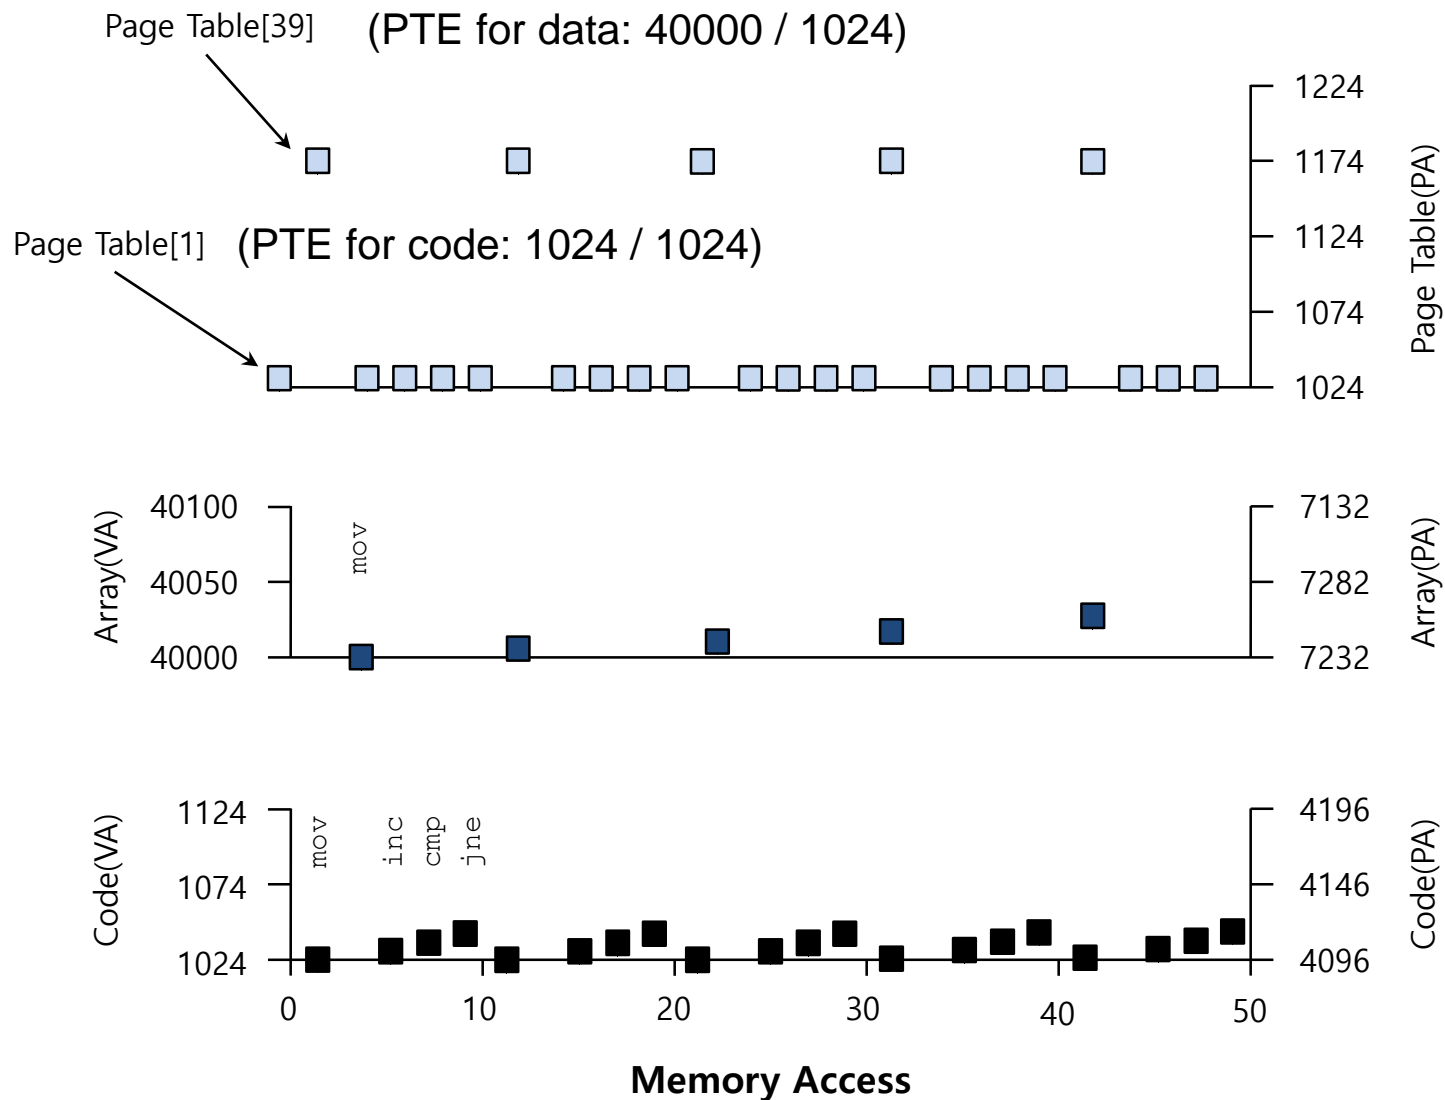 Page Table[39] (PTE for data: 40000 / 1024)
1224
1174
1124
1074
1024
Page Table(PA)
Page Table[1] (PTE for code: 1024 / 1024)
Array(VA)
40100
40050
40000
mov
7132
7282
7232
Array(PA)
Code(VA)
1124
1074
1024
mov
inc
cmp
jne
4196
4146
4096
Code(PA)
0 10 20 30 40 50
Memory Access